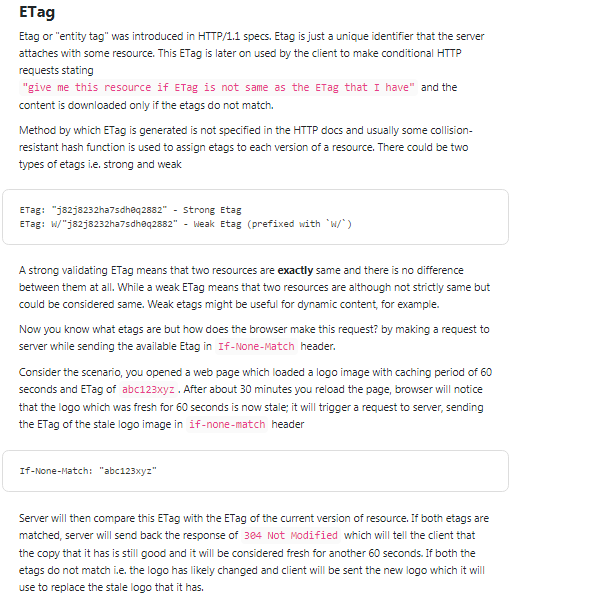 ETag
Etag or "entity tag" was introduced in HTTP/1.1 specs. Etag is just a unique identifier that the server
attaches with some resource. This ETag is later on used by the client to make conditional HTTP
requests stating
"give me this resource if ETag is not same as the ETag that I have" and the
content is downloaded only if the etags do not match.
Method by which ETag is generated is not specified in the HTTP docs and usually some collision-
resistant hash function is used to assign etags to each version of a resource. There could be two
types of etags i.e. strong and weak
ETag: "j82j8232ha7sdh0q2882" - Strong Etag
ETag: W/"j82j8232ha7sdh0q2882" - Weak Etag (prefixed with `W/`)
A strong validating ETag means that two resources are exactly same and there is no difference
between them at all. While a weak ETag means that two resources are although not strictly same but
could be considered same. Weak etags might be useful for dynamic content, for example.
Now you know what etags are but how does the browser make this request? by making a request to
server while sending the available Etag in If-None-Match header.
Consider the scenario, you opened a web page which loaded a logo image with caching period of 60
seconds and ETag of abc123xyz . After about 30 minutes you reload the page, browser will notice
that the logo which was fresh for 60 seconds is now stale; it will trigger a request to server, sending
the ETag of the stale logo image in if-none-match header
If-None-Match: "abc123xyz"
Server will then compare this ETag with the ETag of the current version of resource. If both etags are
matched, server will send back the response of 304 Not Modified which will tell the client that
the copy that it has is still good and it will be considered fresh for another 60 seconds. If both the
etags do not match i.e. the logo has likely changed and client will be sent the new logo which it will
use to replace the stale logo that it has.